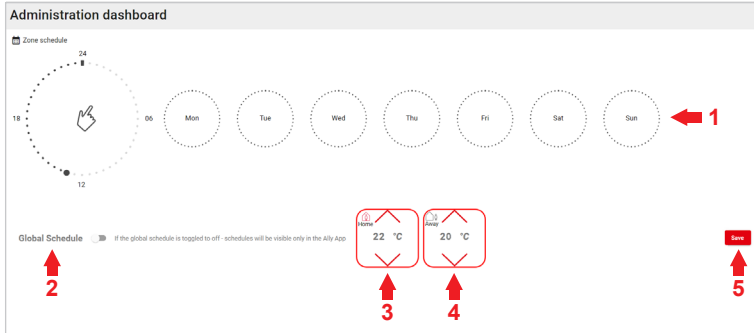 Administration dashboard
Zone schedule
24
18
06
12
Mon
Tue
Wed
Thu
Fri
Sat
Sun
1
Global Schedule
If the global schedule is toggled to off - schedules will be visible only in the Ally App
Home
22 °C
Away
20 °C
Save
2
3
4
5